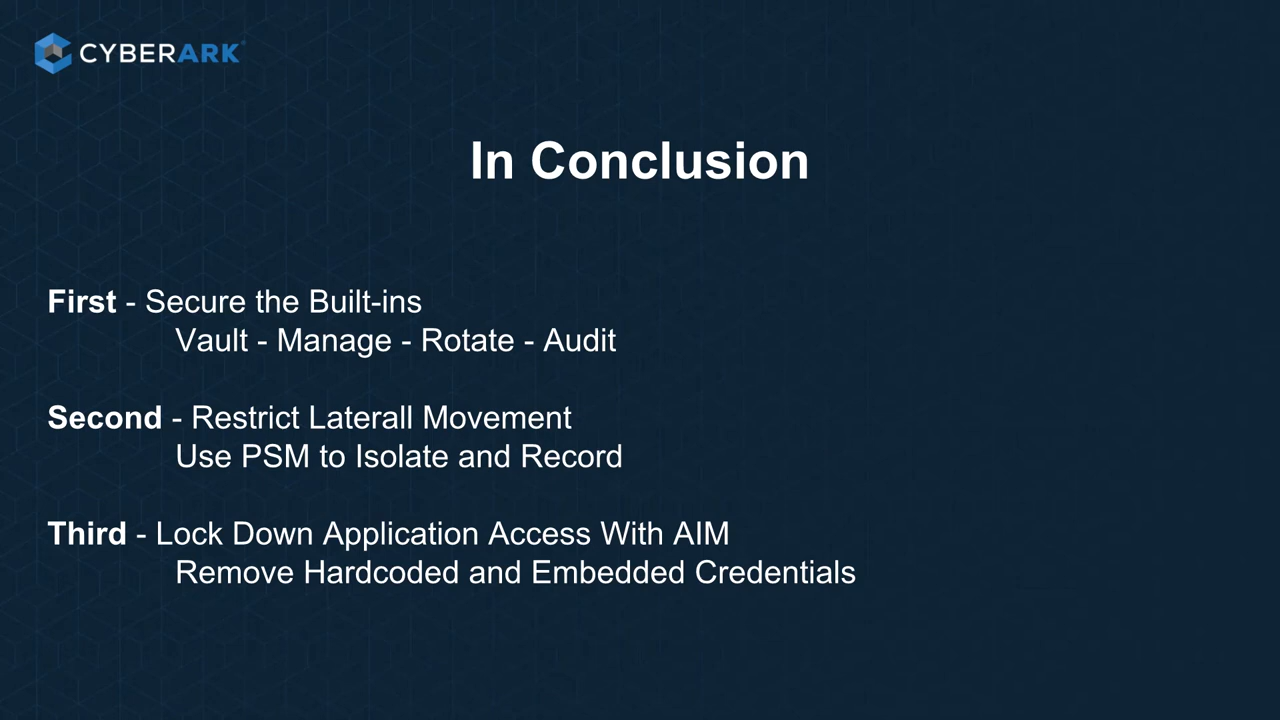 CYBERARK
In Conclusion
First - Secure the Built-ins
Vault - Manage - Rotate - Audit
Second - Restrict Laterall Movement
Use PSM to Isolate and Record
Third - Lock Down Application Access With AIM
Remove Hardcoded and Embedded Credentials